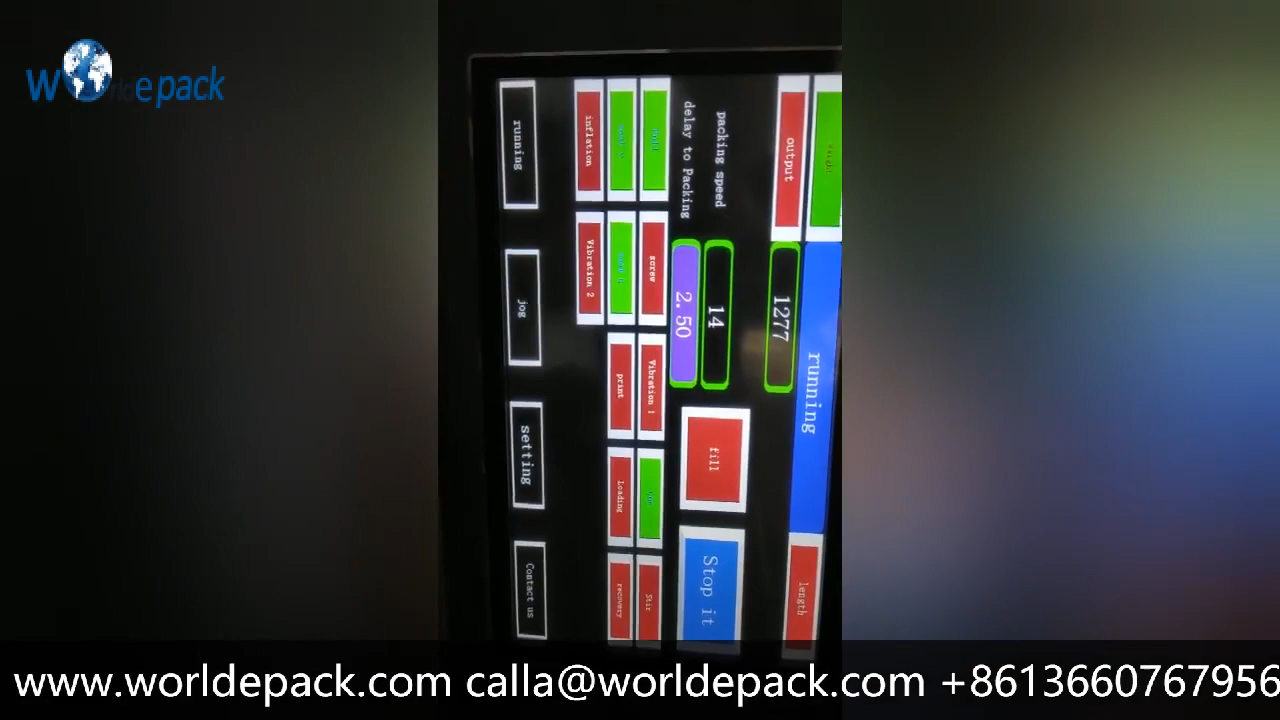 Worldepack
running
output
length
1277
packing speed
14
fill
delay to Packing
2.50
Stop it
screw
Vibration 1
Stir
print
Loading
recovery
inflation
Vibration 2
running
jog
setting
Contact us
www.worldepack.com calla@worldepack.com +8613660767956